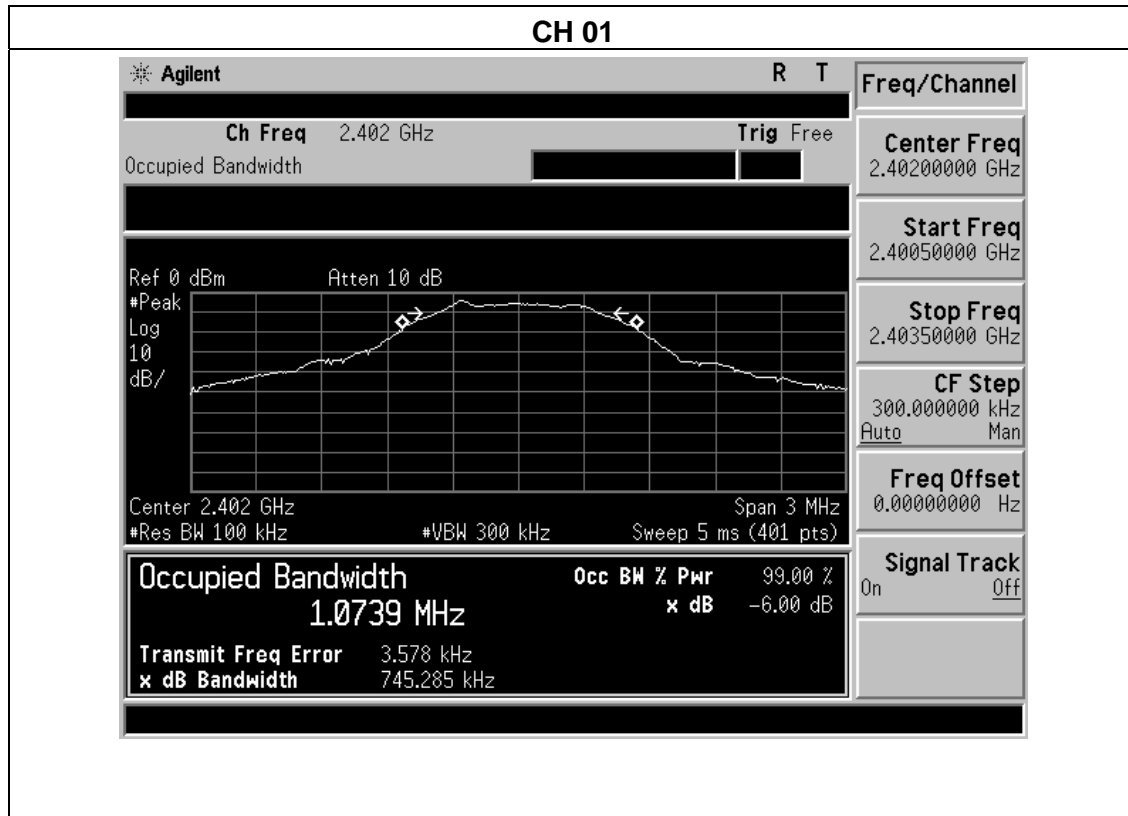 CH 01
Agilent R T
Ch Freq 2.402 GHz Trig Free
Occupied Bandwidth
Ref 0 dBm Atten 10 dB
#Peak
Log
10
dB/
Center 2.402 GHz Span 3 MHz
#Res BW 100 kHz #VBW 300 kHz Sweep 5 ms (401 pts)
Occupied Bandwidth Occ BW % Pwr 99.00 %
1.0739 MHz x dB -6.00 dB
Transmit Freq Error 3.578 kHz
x dB Bandwidth 745.285 kHz
Freq/Channel
Center Freq
2.40200000 GHz
Start Freq
2.40050000 GHz
Stop Freq
2.40350000 GHz
CF Step
300.000000 kHz
Auto Man
Freq Offset
0.00000000 Hz
Signal Track
On Off